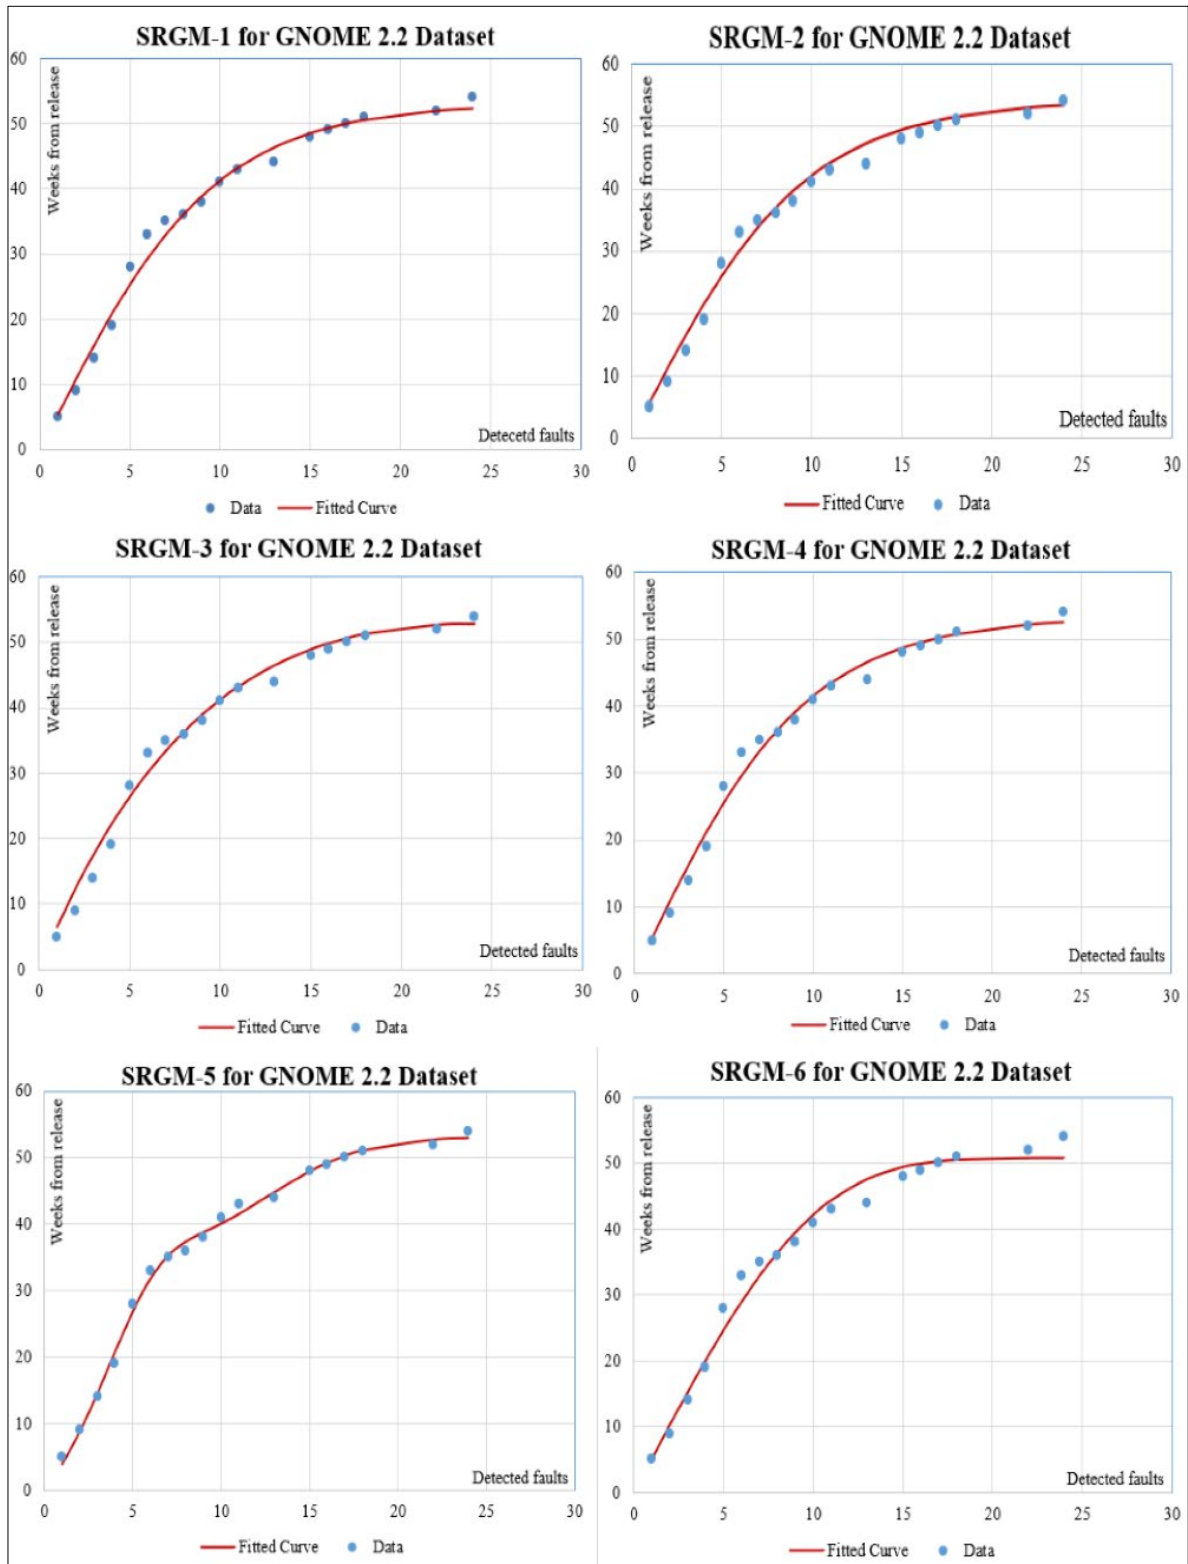 SRGM-1 for GNOME 2.2 Dataset
60
50
40
30
20
10
0
Weeks from release
Detecetd faults
0 5 10 15 20 25 30
Data Fitted Curve
SRGM-2 for GNOME 2.2 Dataset
60
50
40
30
20
10
0
Weeks from release
Detected faults
0 5 10 15 20 25 30
Fitted Curve Data
SRGM-3 for GNOME 2.2 Dataset
60
50
40
30
20
10
0
Weeks from release
Detected faults
0 5 10 15 20 25 30
Fitted Curve Data
SRGM-4 for GNOME 2.2 Dataset
60
50
40
30
20
10
0
Weeks from release
Detected faults
0 5 10 15 20 25 30
Fitted Curve Data
SRGM-5 for GNOME 2.2 Dataset
60
50
40
30
20
10
0
Weeks from release
Detected faults
0 5 10 15 20 25 30
Fitted Curve Data
SRGM-6 for GNOME 2.2 Dataset
60
50
40
30
20
10
0
Weeks from release
Detected faults
0 5 10 15 20 25 30
Fitted Curve Data